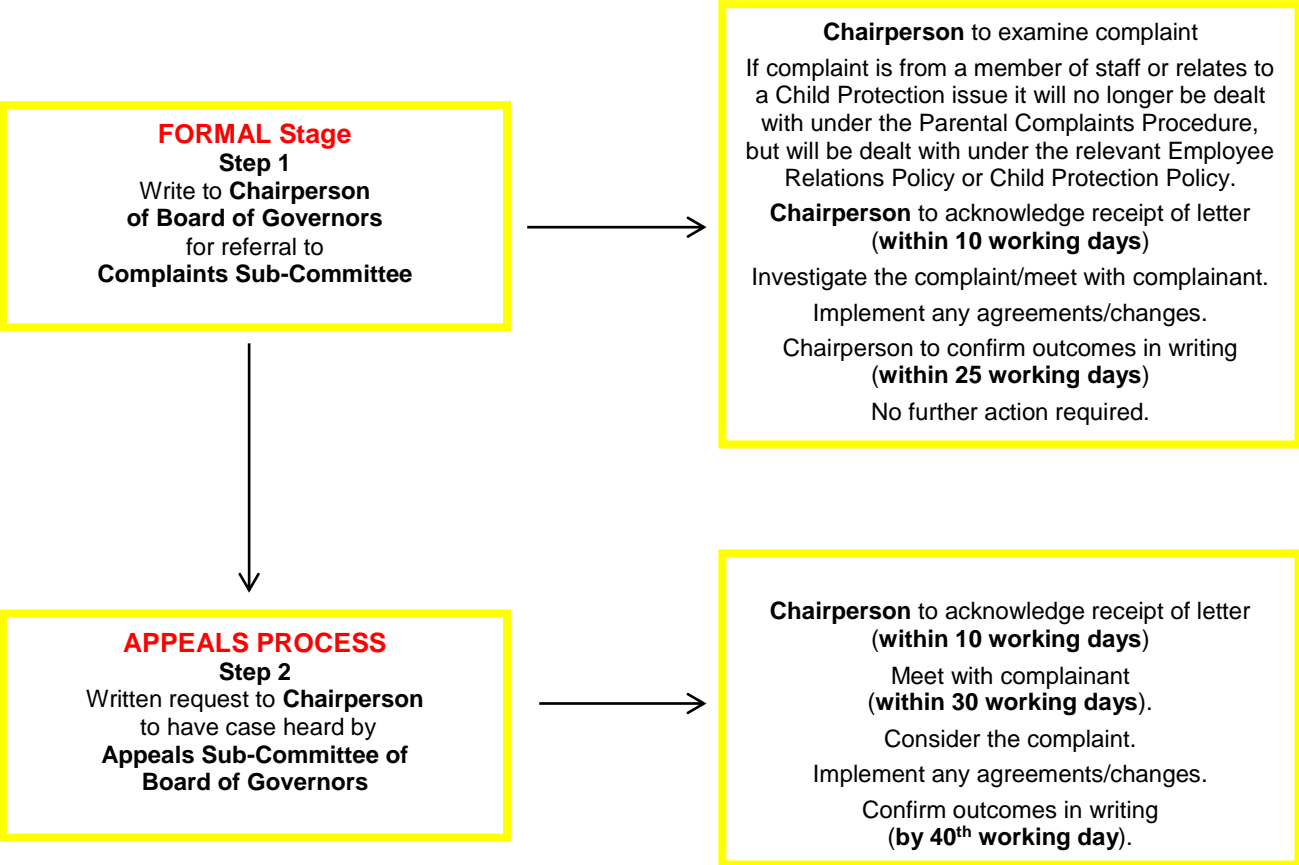 FORMAL Stage
Step 1
Write to Chairperson
of Board of Governors
for referral to
Complaints Sub-Committee
Chairperson to examine complaint
If complaint is from a member of staff or relates to
a Child Protection issue it will no longer be dealt
with under the Parental Complaints Procedure,
but will be dealt with under the relevant Employee
Relations Policy or Child Protection Policy.
Chairperson to acknowledge receipt of letter
(within 10 working days)
Investigate the complaint/meet with complainant.
Implement any agreements/changes.
Chairperson to confirm outcomes in writing
(within 25 working days)
No further action required.
APPEALS PROCESS
Step 2
Written request to Chairperson
to have case heard by
Appeals Sub-Committee of
Board of Governors
Chairperson to acknowledge receipt of letter
(within 10 working days)
Meet with complainant
(within 30 working days).
Consider the complaint.
Implement any agreements/changes.
Confirm outcomes in writing
(by 40th working day).